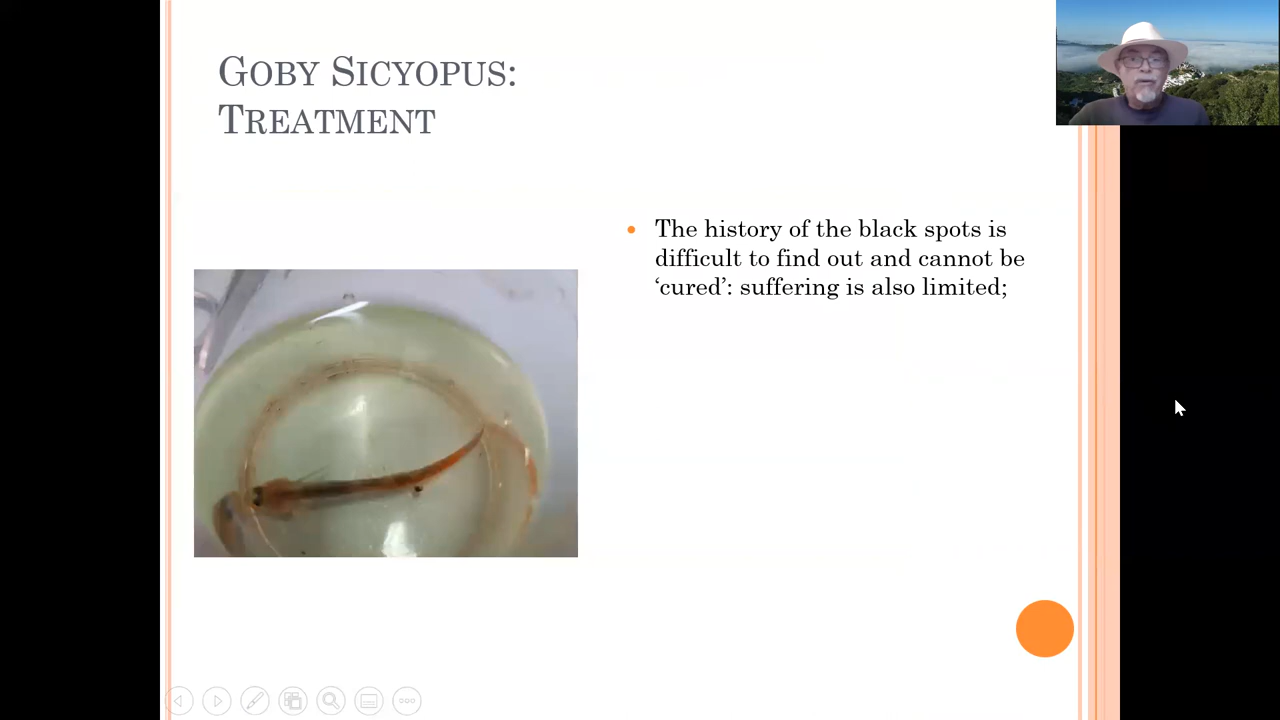 GOBY SICYOPUS:
TREATMENT
The history of the black spots is
difficult to find out and cannot be
‘cured’: suffering is also limited;